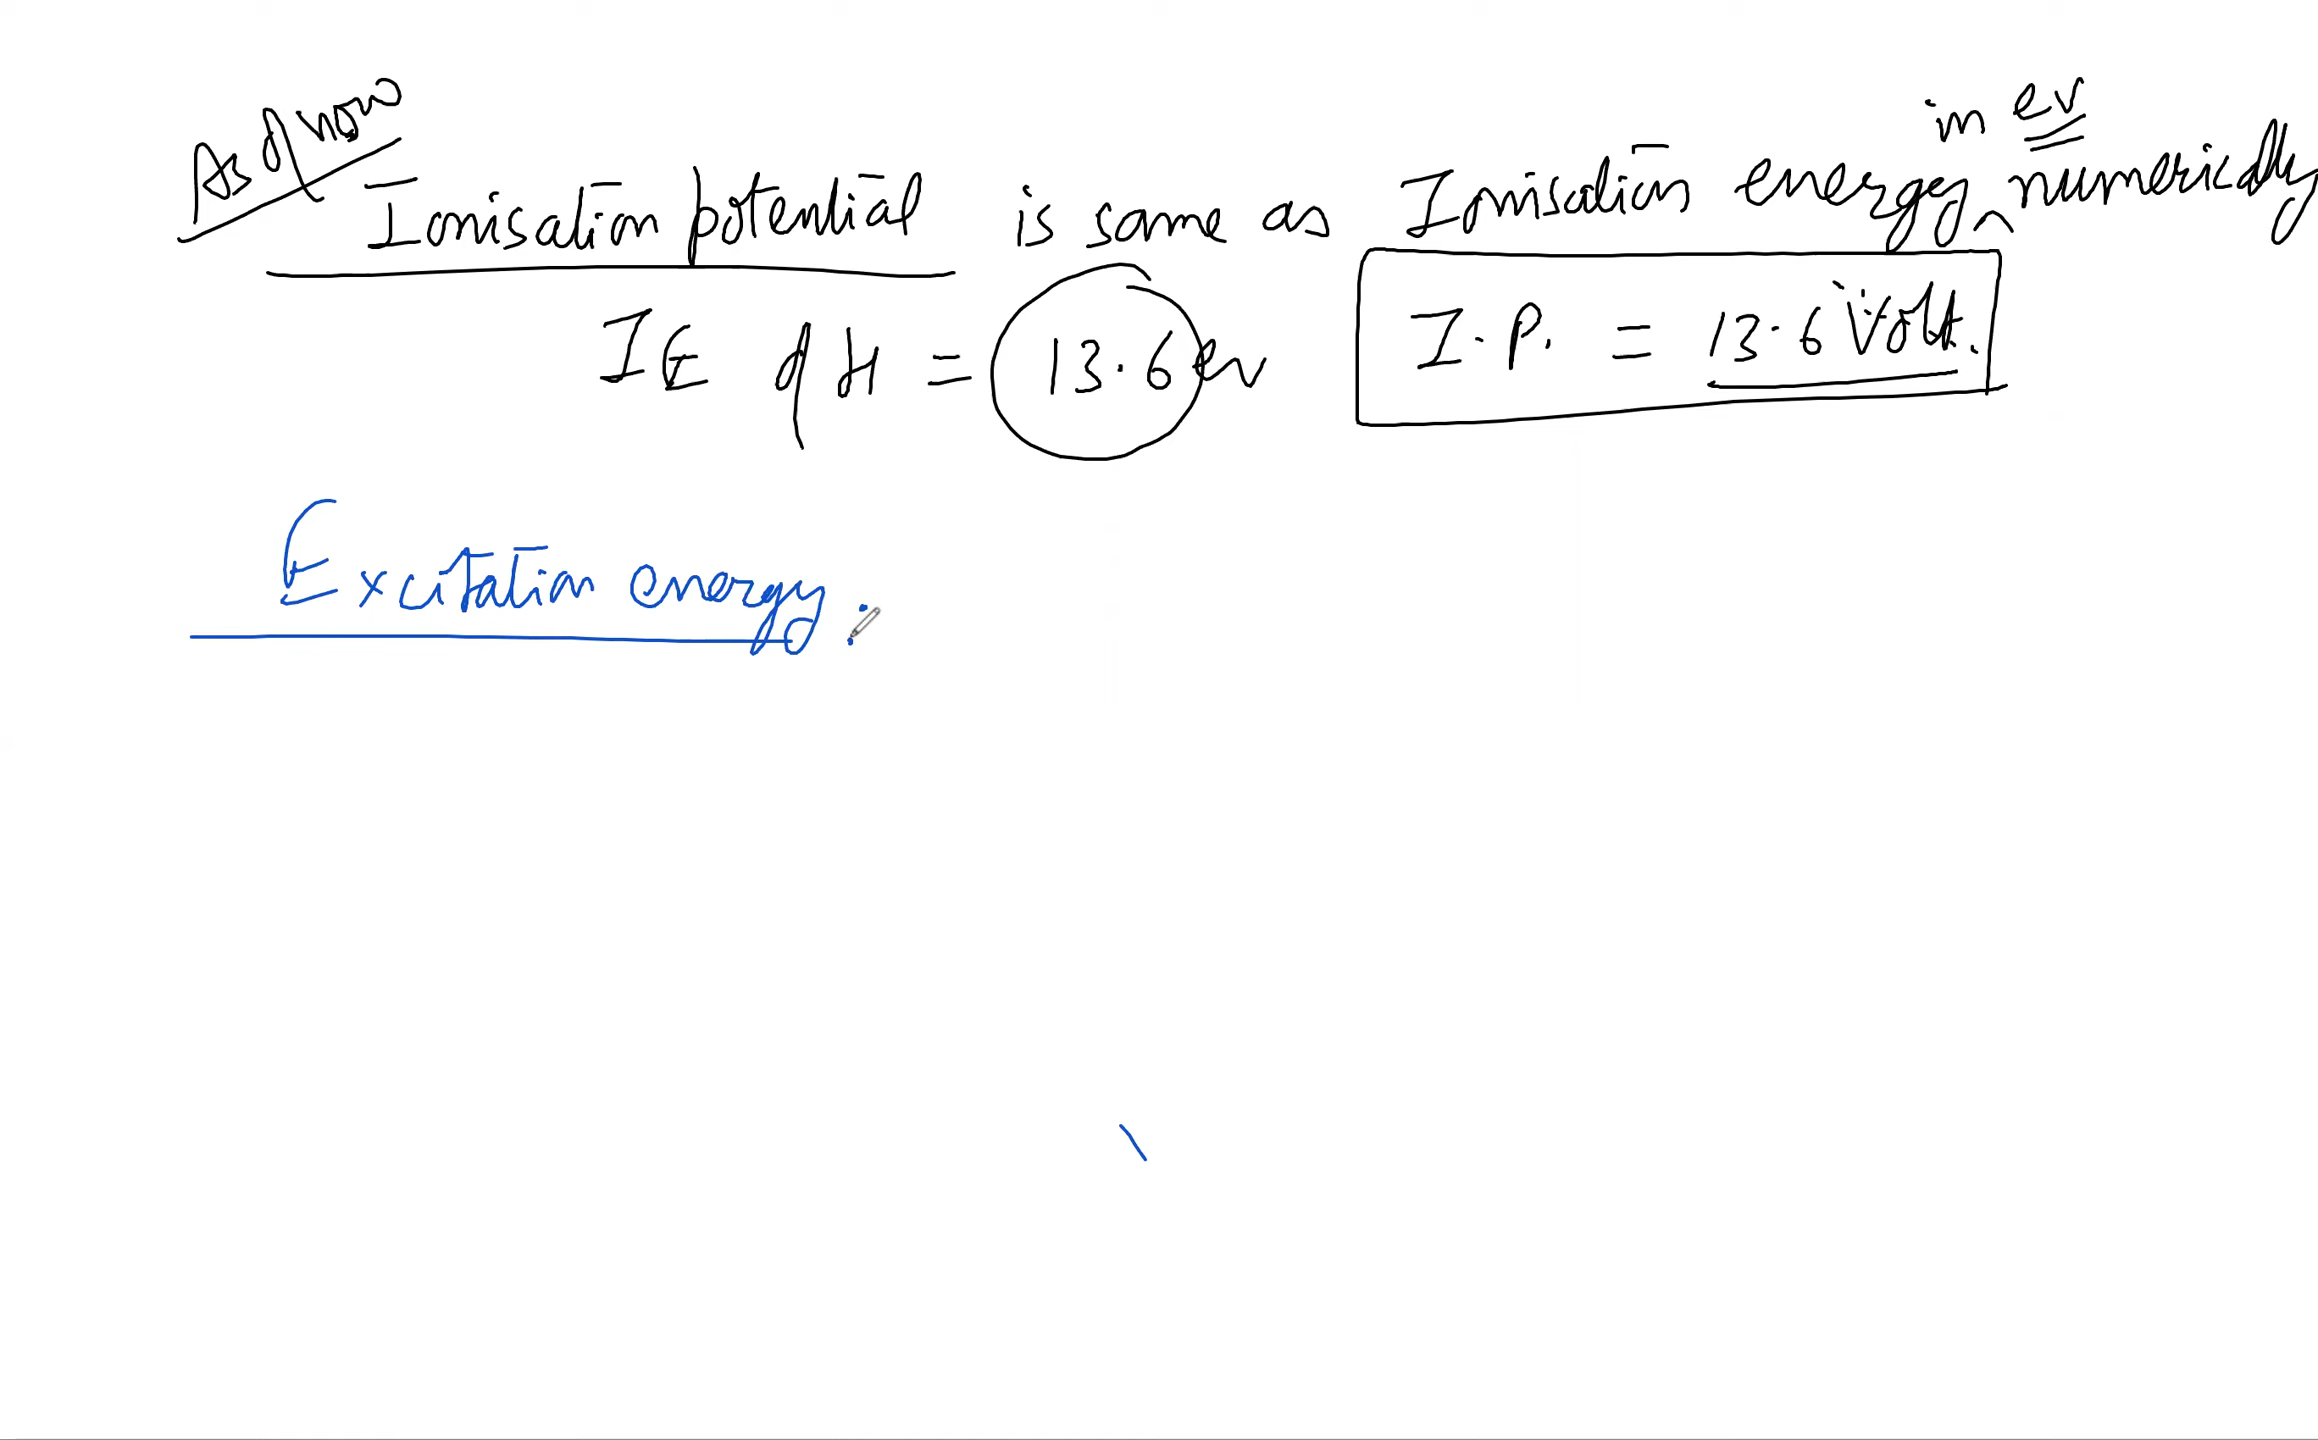 As of now
Ionisation potential is same as Ionisation energy in ev numerically
IE of H = 13.6 ev I.P. = 13.6 Volt.
Excitation energy :